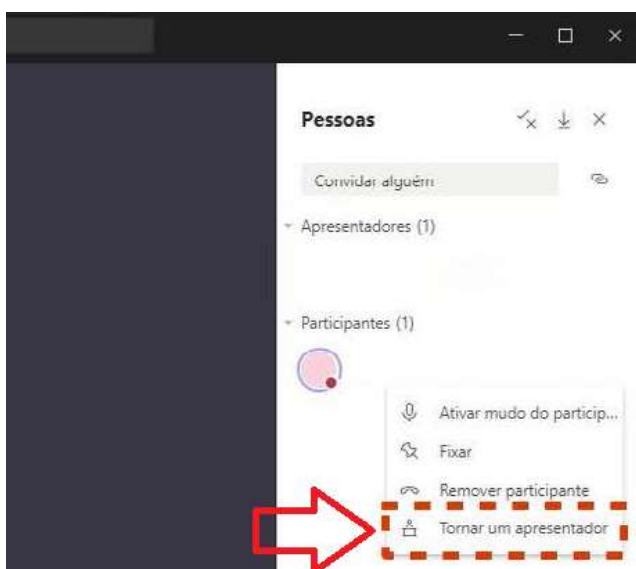 Pessoas
Convidar alguém
Apresentadores (1)
Participantes (1)
Ativar mudo do particip...
Fixar
Remover participante
Tornar um apresentador